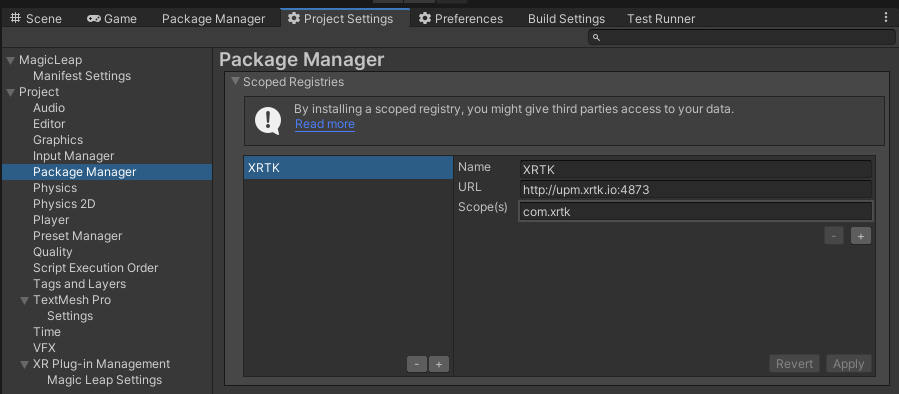 Scene Game Package Manager Project Settings Preferences Build Settings Test Runner
MagicLeap
Manifest Settings
Project
Audio
Editor
Graphics
Input Manager
Package Manager
Physics
Physics 2D
Player
Preset Manager
Quality
Script Execution Order
Tags and Layers
TextMesh Pro
Settings
Time
VFX
XR Plug-in Management
Magic Leap Settings
Package Manager
Scoped Registries
By installing a scoped registry, you might give third parties access to your data.
Read more
XRTK
- +
Name XRTK
URL http://upm.xrtk.io:4873
Scope(s) com.xrtk
- +
Revert Apply